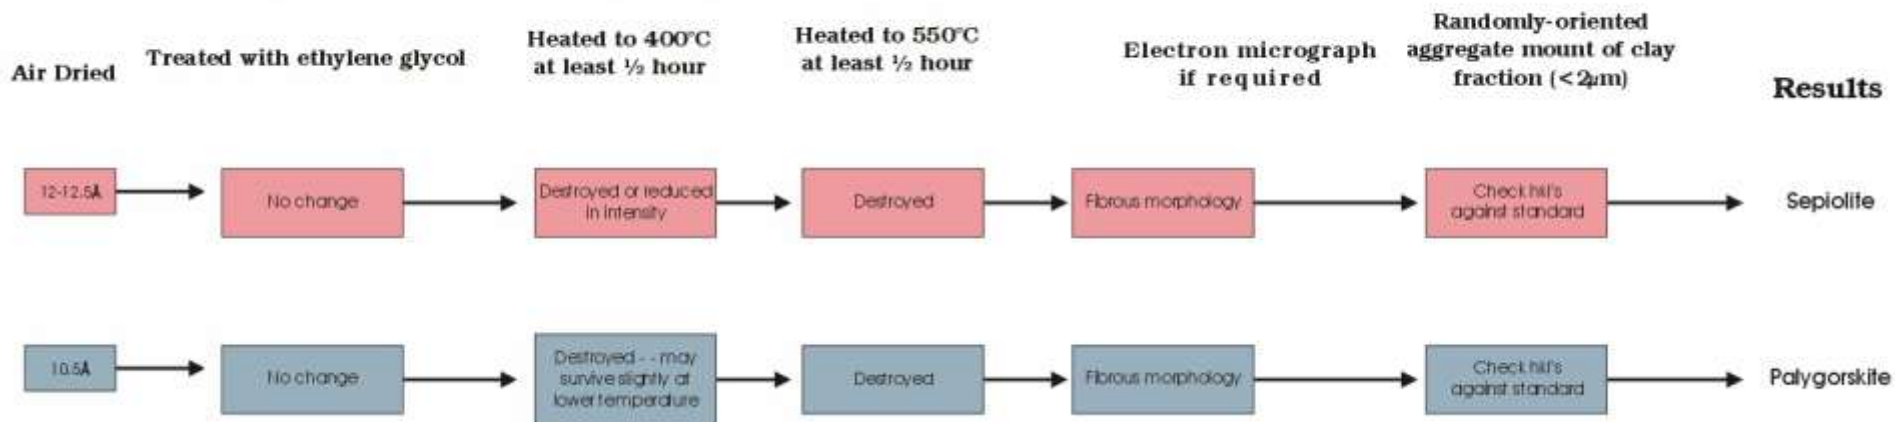 Air Dried
Treated with ethylene glycol
Heated to 400°C
at least ½ hour
Heated to 550°C
at least ½ hour
Electron micrograph
if required
Randomly-oriented
aggregate mount of clay
fraction (<2µm)
Results
12-12.5Å
No change
Destroyed or reduced
in intensity
Destroyed
Fibrous morphology
Check hkl's
against standard
Sepiolite
10.5Å
No change
Destroyed - - may
survive slightly at
lower temperature
Destroyed
Fibrous morphology
Check hkl's
against standard
Palygorskite